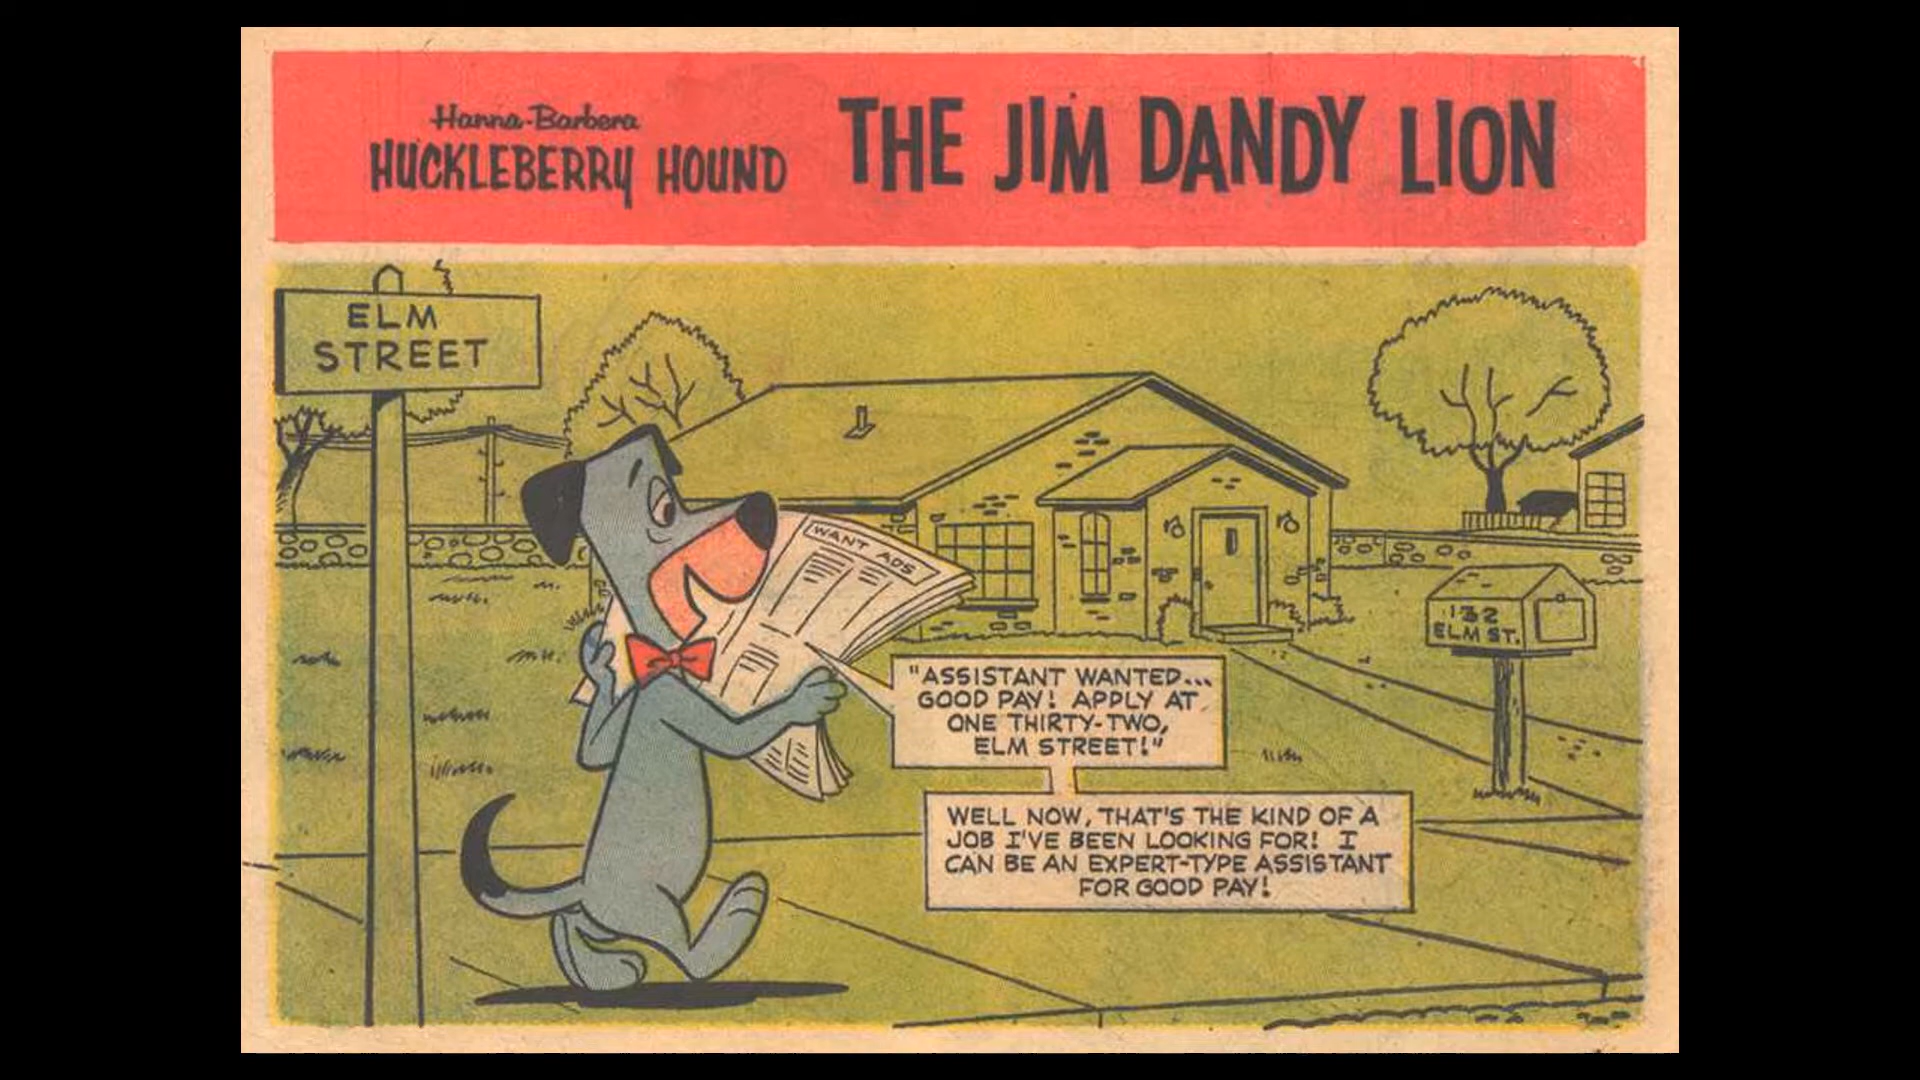 Hanna-Barbera
HUCKLEBERRY HOUND
THE JIM DANDY LION
ELM
STREET
WANT ADS
132
ELM ST.
"ASSISTANT WANTED...
GOOD PAY! APPLY AT
ONE THIRTY-TWO,
ELM STREET!"
WELL NOW, THAT'S THE KIND OF A
JOB I'VE BEEN LOOKING FOR! I
CAN BE AN EXPERT-TYPE ASSISTANT
FOR GOOD PAY!